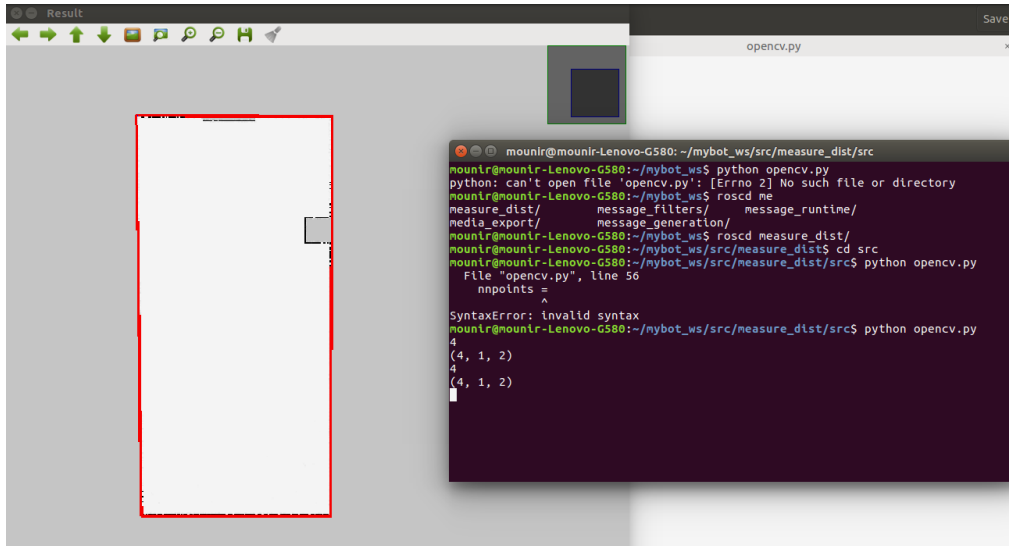 Result
Save
opencv.py
mounir@mounir-Lenovo-G580: ~/mybot_ws/src/measure_dist/src
mounir@mounir-Lenovo-G580:~/mybot_ws$ python opencv.py
python: can't open file 'opencv.py': [Errno 2] No such file or directory
mounir@mounir-Lenovo-G580:~/mybot_ws$ roscd me
measure_dist/ message_filters/ message_runtime/
media_export/ message_generation/
mounir@mounir-Lenovo-G580:~/mybot_ws$ roscd measure_dist/
mounir@mounir-Lenovo-G580:~/mybot_ws/src/measure_dist$ cd src
mounir@mounir-Lenovo-G580:~/mybot_ws/src/measure_dist/src$ python opencv.py
File "opencv.py", line 56
nnpoints =
^
SyntaxError: invalid syntax
mounir@mounir-Lenovo-G580:~/mybot_ws/src/measure_dist/src$ python opencv.py
4
(4, 1, 2)
4
(4, 1, 2)